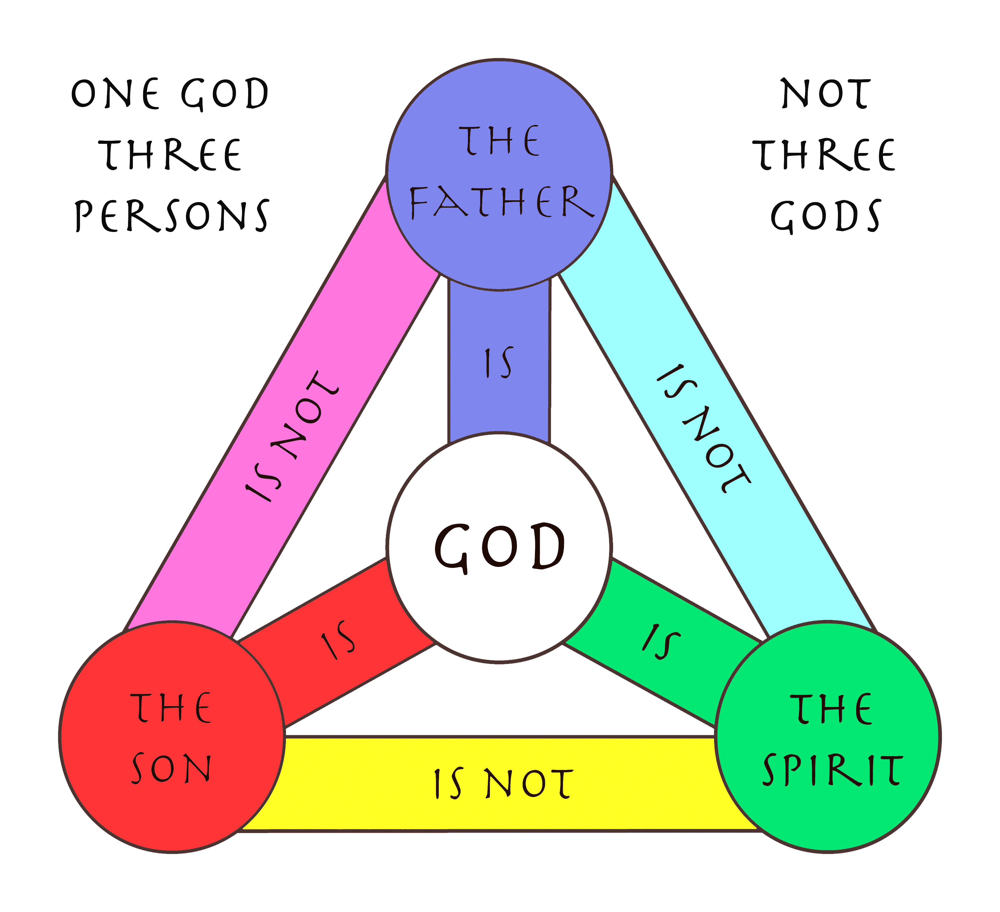 ONE GOD
THREE
PERSONS
NOT
THREE
GODS
THE
FATHER
IS
IS NOT
IS NOT
GOD
IS
IS
THE
SON
THE
SPIRIT
IS NOT